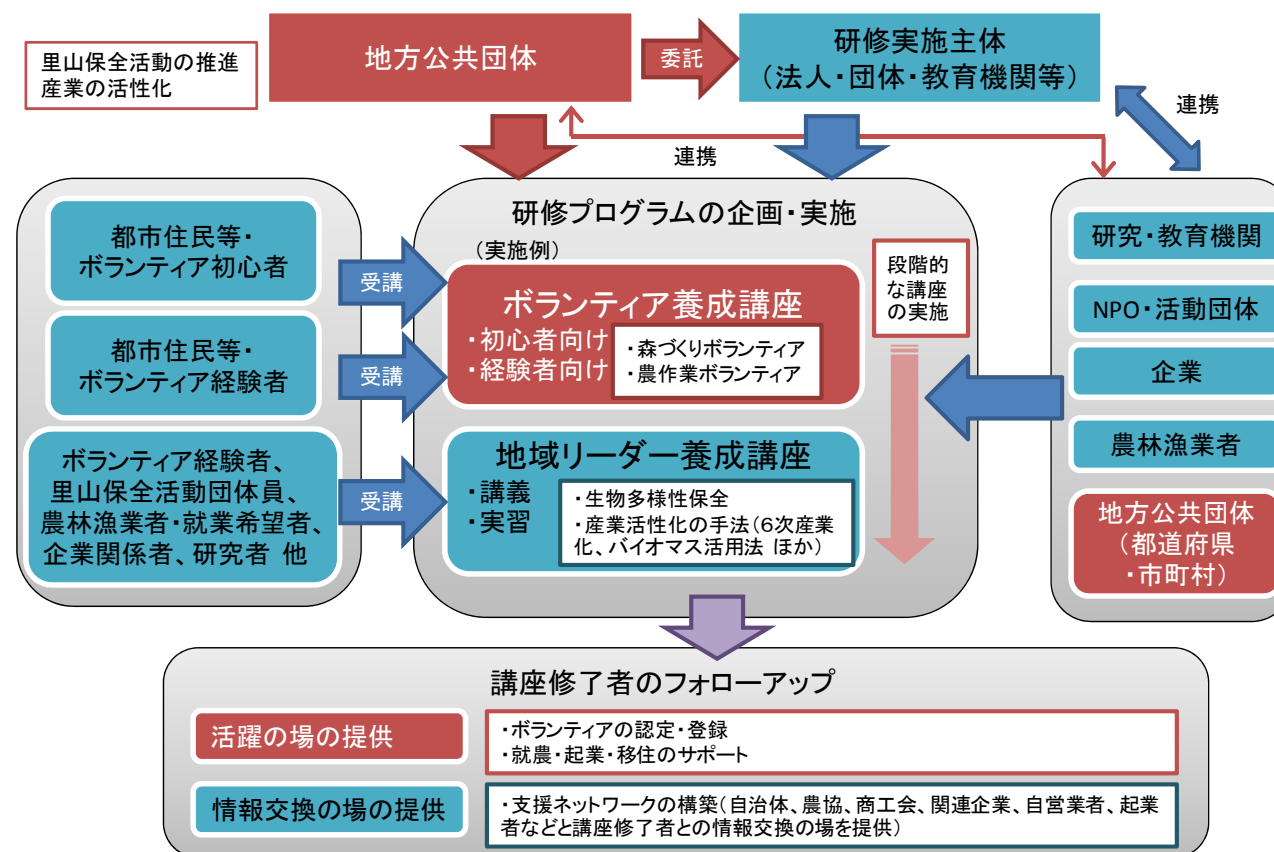 里山保全活動の推進
産業の活性化
地方公共団体
委託
研修実施主体
（法人・団体・教育機関等）
連携
連携
都市住民等・
ボランティア初心者
都市住民等・
ボランティア経験者
ボランティア経験者、
里山保全活動団体員、
農林漁業者・就業希望者、
企業関係者、研究者 他
受講
受講
受講
研修プログラムの企画・実施
（実施例）
ボランティア養成講座
・初心者向け
・経験者向け
・森づくりボランティア
・農作業ボランティア
段階的
な講座
の実施
地域リーダー養成講座
・講義
・実習
・生物多様性保全
・産業活性化の手法（６次産業
化、バイオマス活用法 ほか）
研究・教育機関
NPO・活動団体
企業
農林漁業者
地方公共団体
（都道府県
・市町村）
講座修了者のフォローアップ
活躍の場の提供
・ボランティアの認定・登録
・就農・起業・移住のサポート
情報交換の場の提供
・支援ネットワークの構築（自治体、農協、商工会、関連企業、自営業者、起業
者などと講座修了者との情報交換の場を提供）